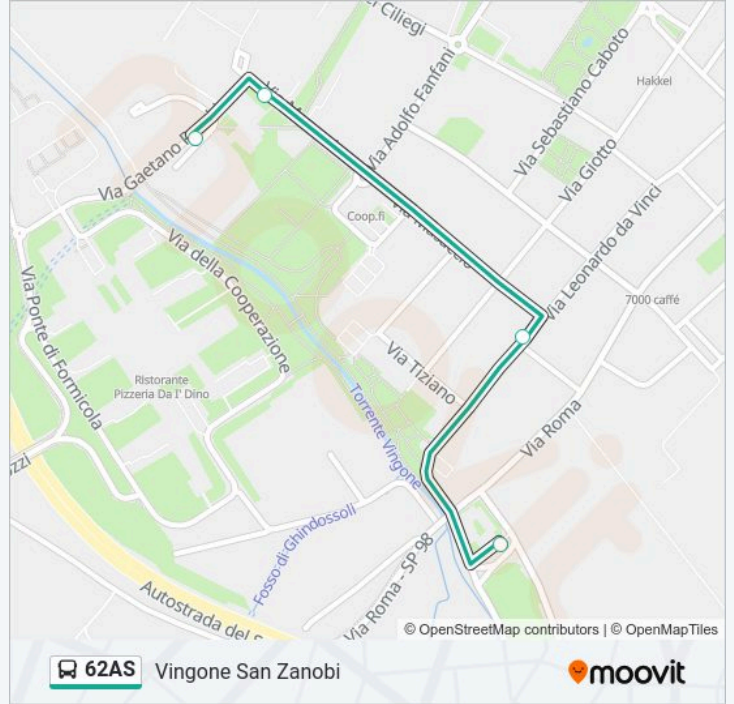 Ciliegi
Hakkel
Via Adolfo Fanfani
Via Sebastiano Caboto
Via Gaetano
Via Giotto
Coop.fi
Via Masaccio
Via Leonardo da Vinci
Via della Cooperazione
7000 caffé
Via Ponte di Formicola
Via Tiziano
Ristorante
Pizzeria Da I' Dino
Via Roma
Torrente Vingone
ozzi
Fosso di Ghindossoli
Via Roma - SP 98
Autostrada del S
© OpenStreetMap contributors | © OpenMapTiles
62AS Vingone San Zanobi
moovit